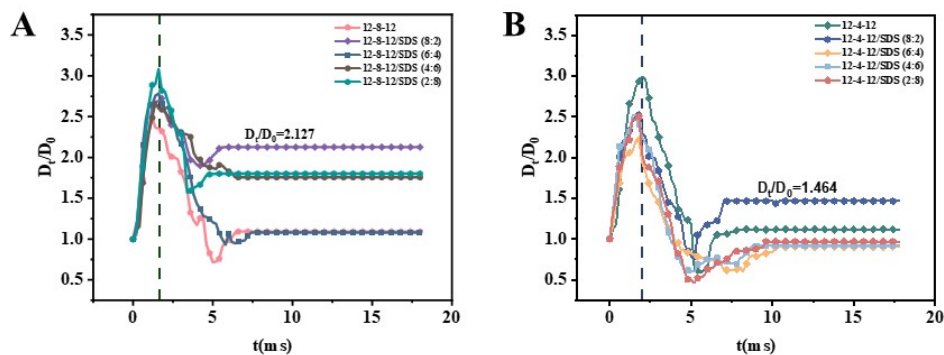 A
3.5
3.0
2.5
2.0
1.5
1.0
0.5
Dt/D0
12-8-12
12-8-12/SDS (8:2)
12-8-12/SDS (6:4)
12-8-12/SDS (4:6)
12-8-12/SDS (2:8)
Dt/D0=2.127
0
5
10
15
20
t(ms)
B
3.5
3.0
2.5
2.0
1.5
1.0
0.5
Dt/D0
12-4-12
12-4-12/SDS (8:2)
12-4-12/SDS (6:4)
12-4-12/SDS (4:6)
12-4-12/SDS (2:8)
Dt/D0=1.464
0
5
10
15
20
t(ms)